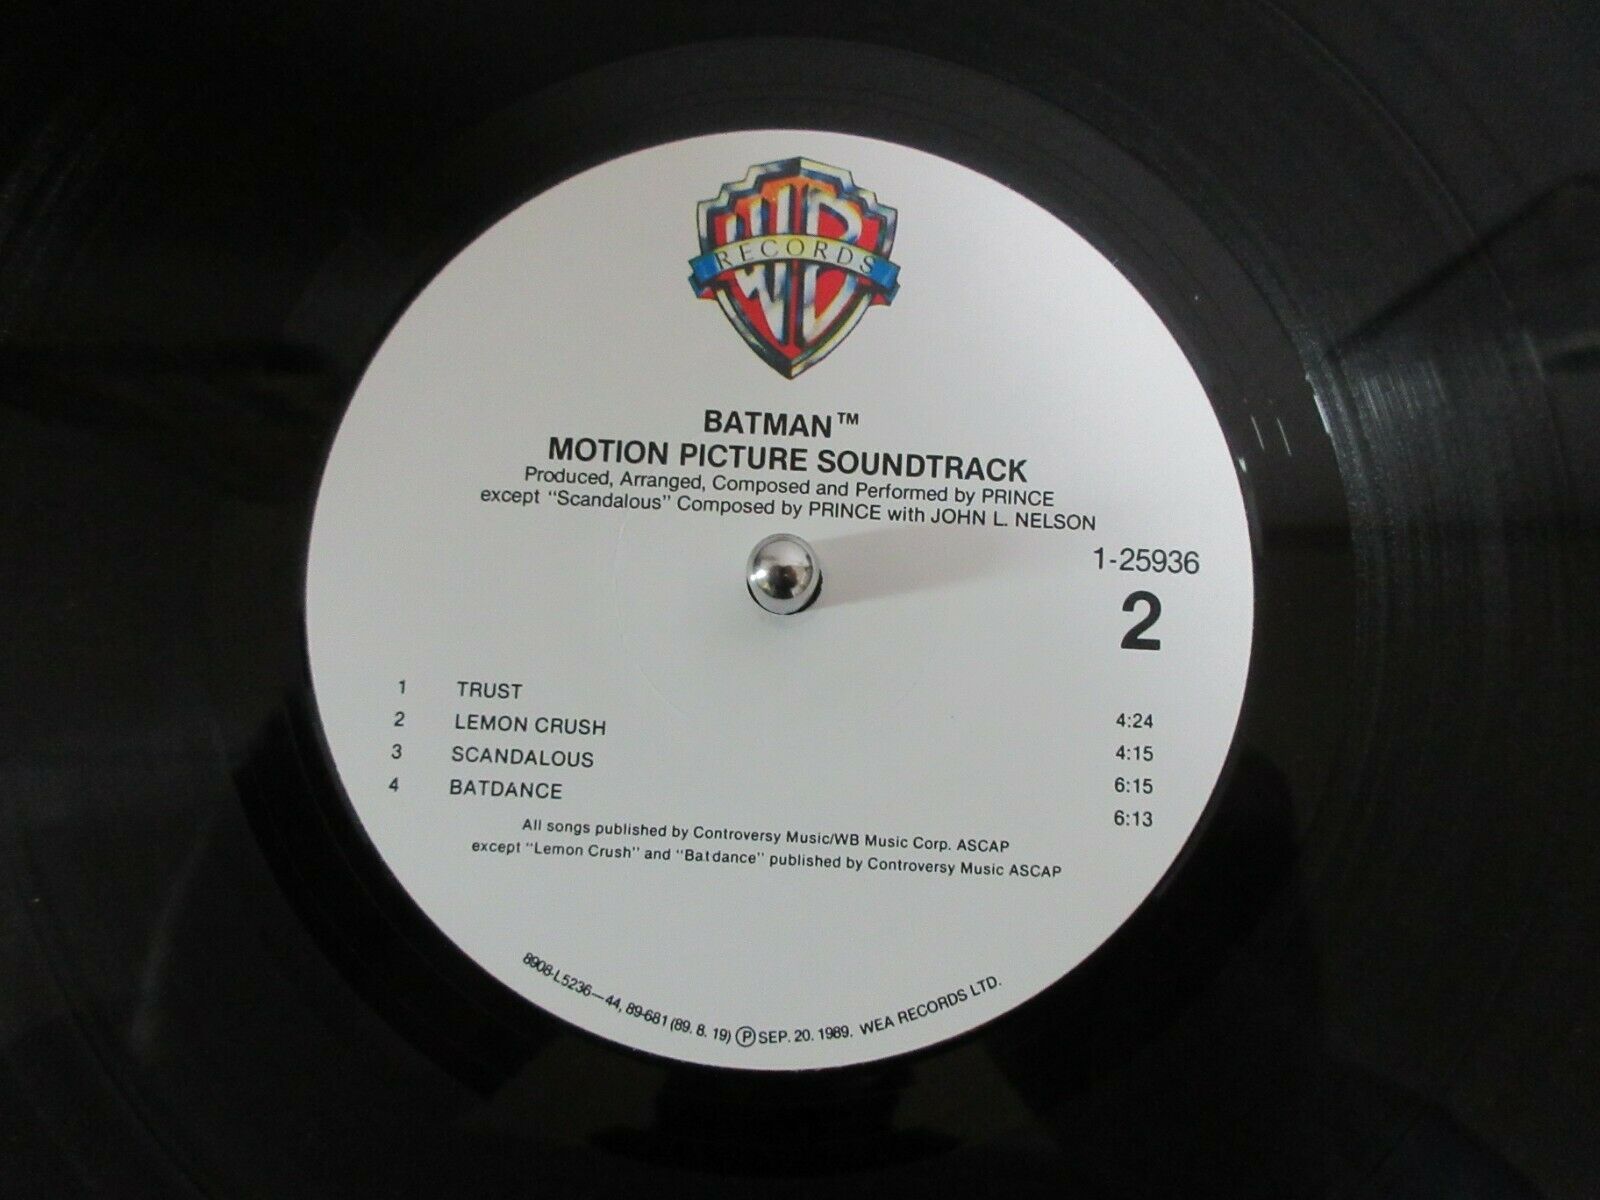 WB
RECORDS
BATMAN™
MOTION PICTURE SOUNDTRACK
Produced, Arranged, Composed and Performed by PRINCE
except "Scandalous" Composed by PRINCE with JOHN L. NELSON
1-25936
2
1 TRUST 4:24
2 LEMON CRUSH 4:15
3 SCANDALOUS 6:15
4 BATDANCE 6:13
All songs published by Controversy Music/WB Music Corp. ASCAP
except "Lemon Crush" and "Batdance" published by Controversy Music ASCAP
8908-L5236—44, 89-681 (89. 8. 19) ℗ SEP. 20. 1989. WEA RECORDS LTD.